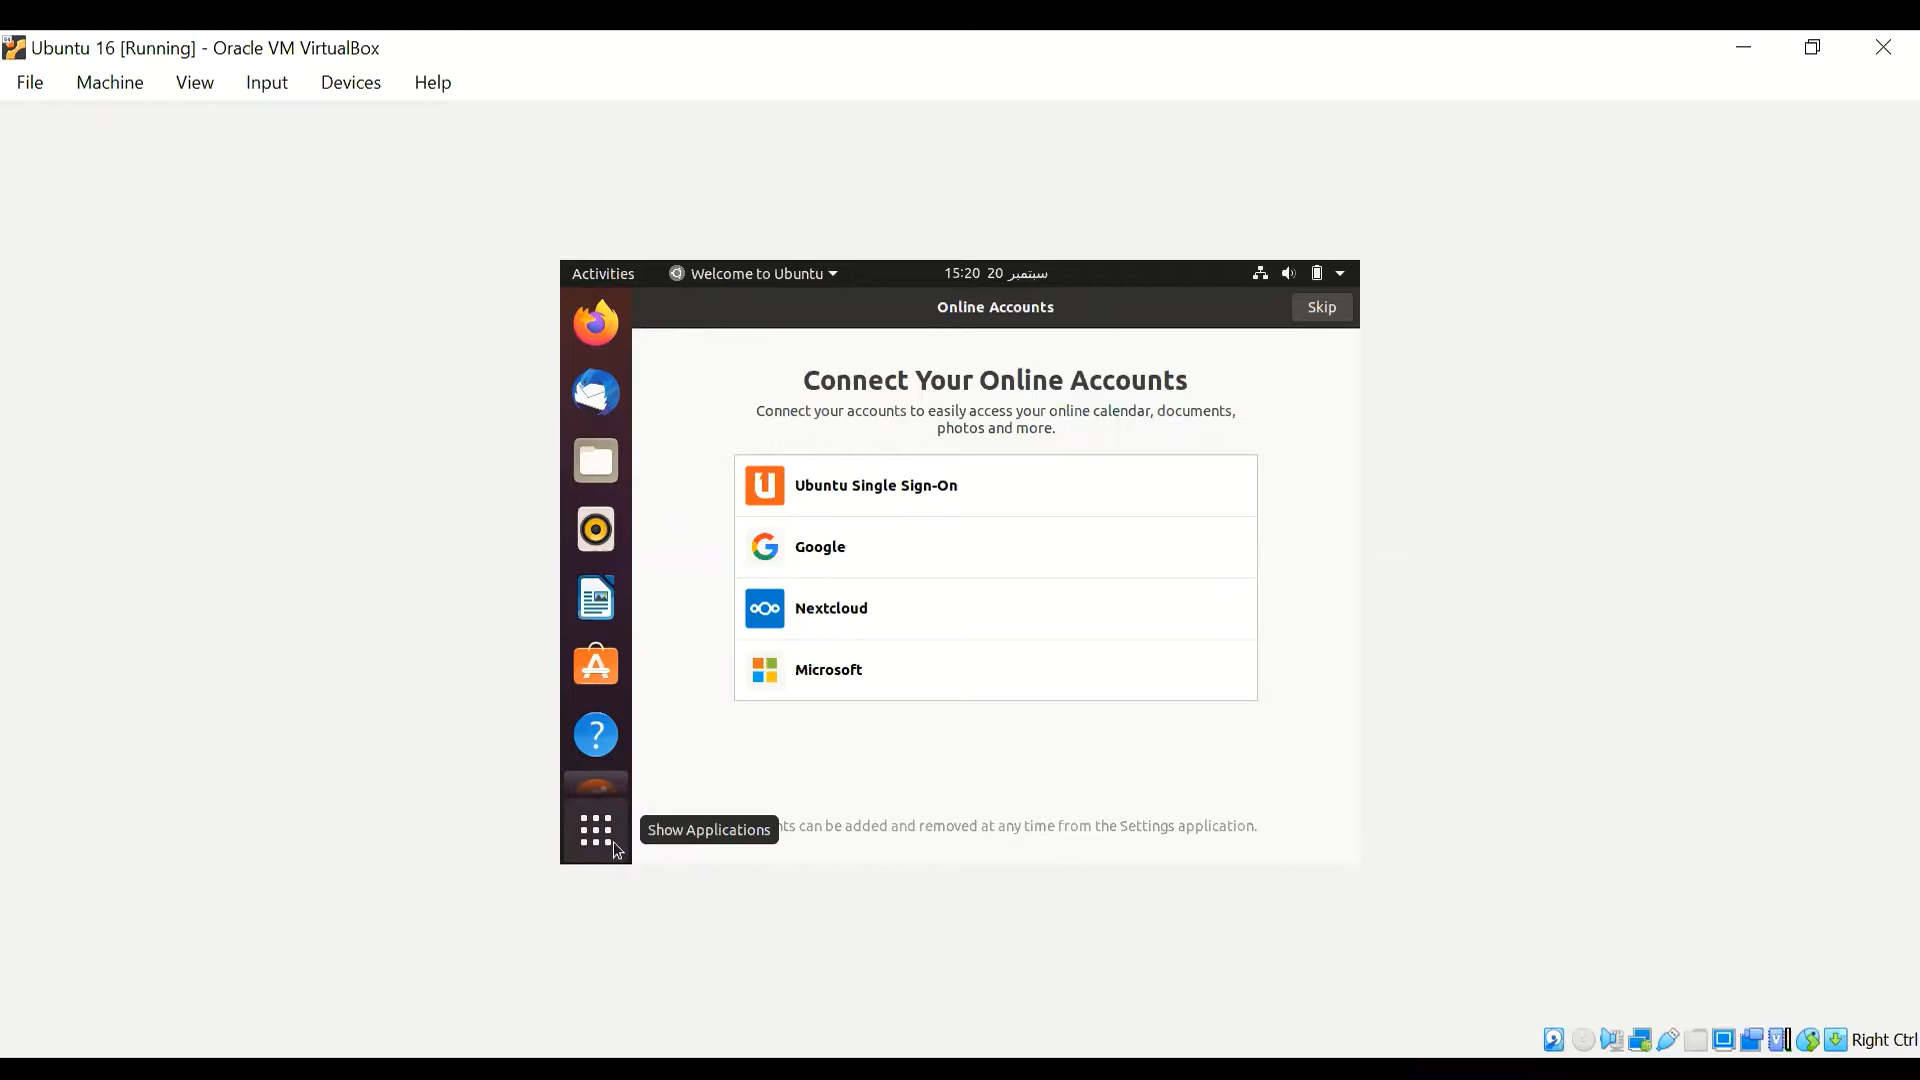 Ubuntu 16 [Running] - Oracle VM VirtualBox
File Machine View Input Devices Help
Activities Welcome to Ubuntu 15:20 20 سبتمبر
Online Accounts Skip
Connect Your Online Accounts
Connect your accounts to easily access your online calendar, documents,
photos and more.
Ubuntu Single Sign-On
Google
Nextcloud
Microsoft
Show Applications
can be added and removed at any time from the Settings application.
Right Ctrl